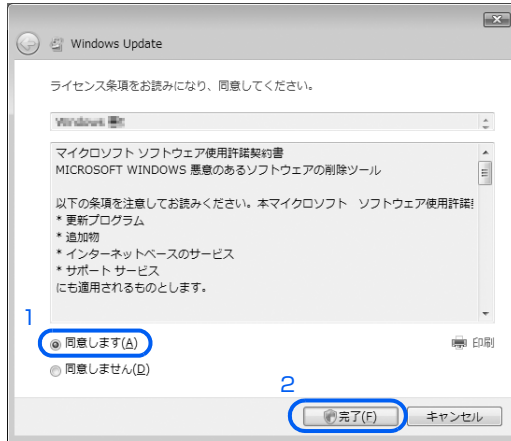 Windows Update
ライセンス条項をお読みになり、同意してください。
Windows
マイクロソフト ソフトウェア使用許諾契約書
MICROSOFT WINDOWS 悪意のあるソフトウェアの削除ツール
以下の条項を注意してお読みください。本マイクロソフト ソフトウェア使用許諾
* 更新プログラム
* 追加物
* インターネットベースのサービス
* サポート サービス
にも適用されるものとします。
1
同意します(A)
印刷
同意しません(D)
2
完了(F)
キャンセル